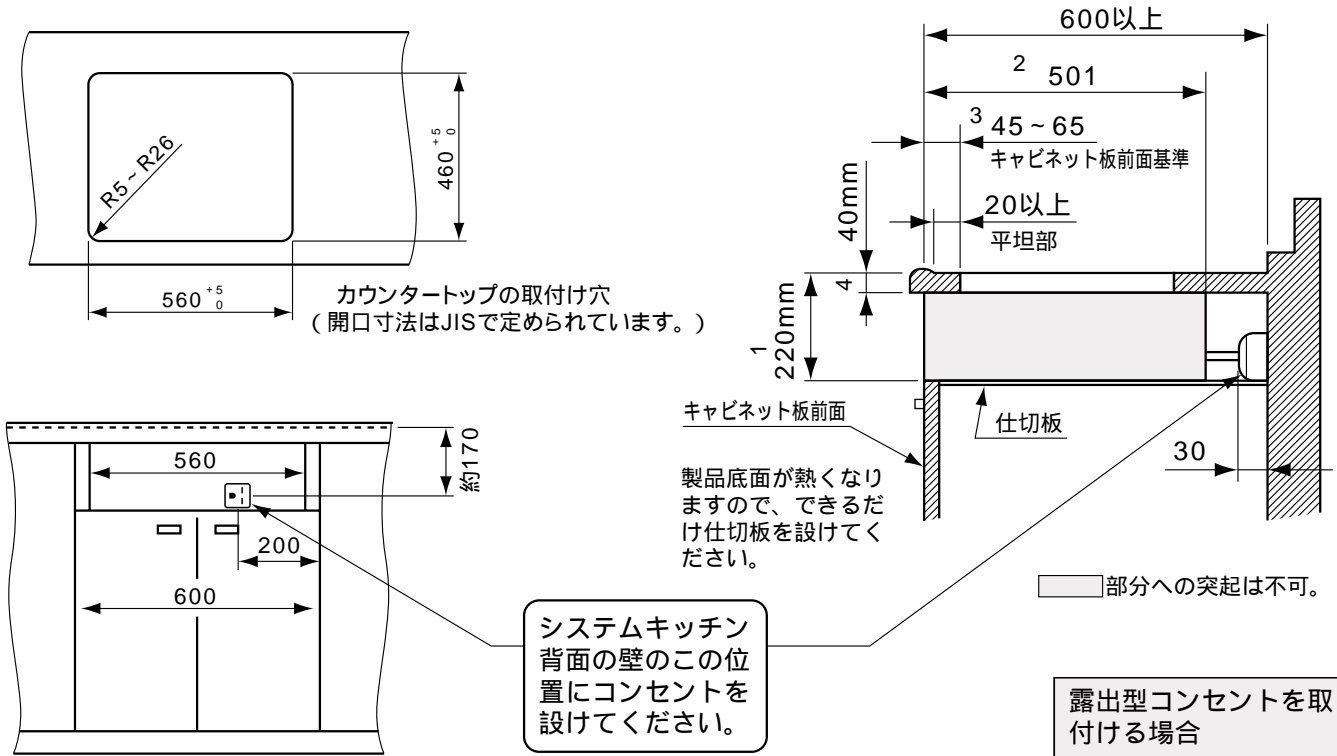 560 +5 0
460 +5 0
R5~R26
カウンタートップの取付け穴
(開口寸法はJISで定められています。)
600以上
2 501
3 45~65
キャビネット板前面基準
20以上
平坦部
40mm
4
1 220mm
キャビネット板前面
仕切板
30
製品底面が熱くなり
ますので、できるだ
け仕切板を設けてく
ださい。
部分への突起は不可。
560
約170
200
600
システムキッチン
背面の壁のこの位
置にコンセントを
設けてください。
露出型コンセントを取
付ける場合